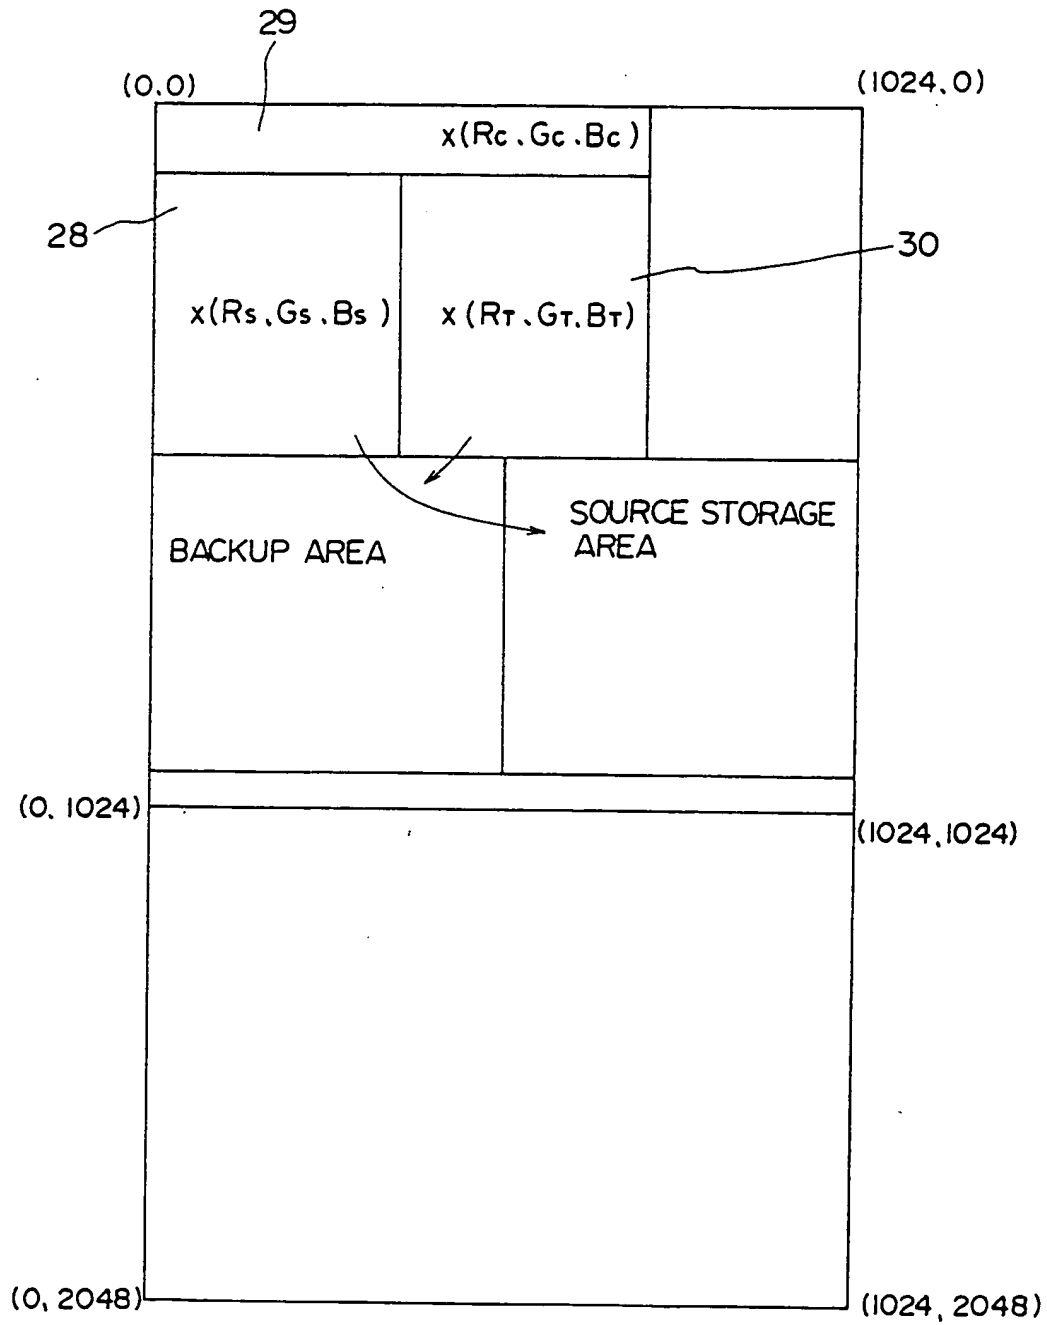 29
(0.0)
(1024.0)
x(Rc.Gc.Bc)
28
30
x(Rs.Gs.Bs)
x(RT.GT.BT)
SOURCE STORAGE
AREA
BACKUP AREA
(0.1024)
(1024.1024)
(0, 2048)
(1024, 2048)